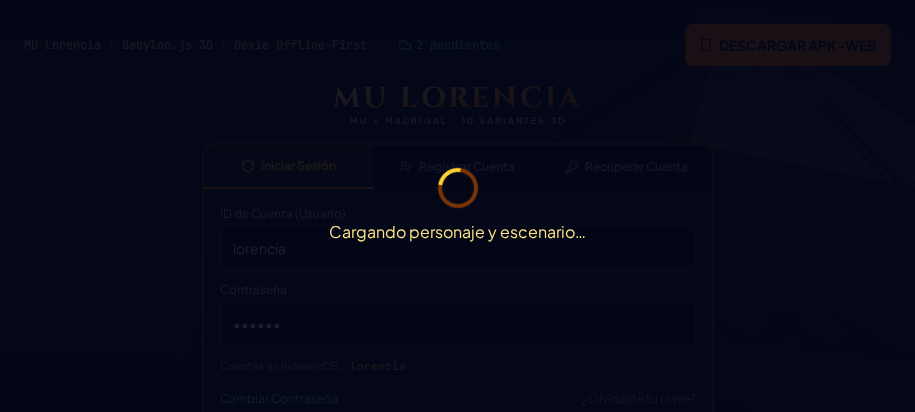 MU Lorencia · Babylon.js 3D · Dexie Offline-First · 2 pendientes
DESCARGAR APK-WEB
MU LORENCIA
MU × MADRIGAL · 10 VARIANTES 3D
Iniciar Sesión
Registrar Cuenta
Recuperar Cuenta
ID de Cuenta (Usuario)
Cargando personaje y escenario...
lorencia
Contraseña
••••••
Cuentas en IndexedDB: lorencia
Cambiar Contraseña
¿Olvidaste tu clave?